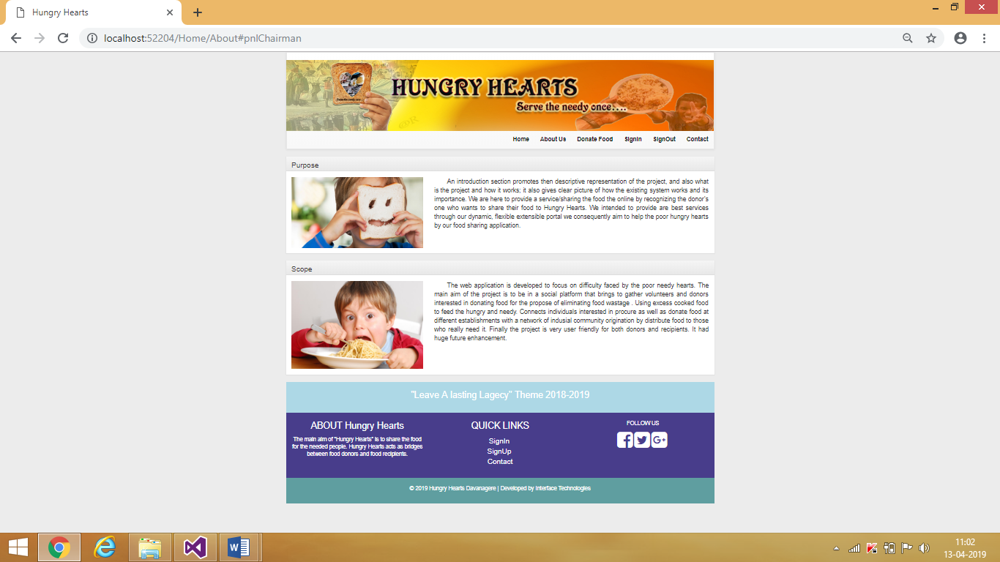 Hungry Hearts
localhost:52204/Home/About#pnlChairman
HUNGRY HEARTS
Serve the needy once....
Home About Us Donate Food SignIn SignOut Contact
Purpose
An introduction section promotes then descriptive representation of the project, and also what
is the project and how it works; it also gives clear picture of how the existing system works and its
importance. We are here to provide a service/sharing the food the online by recognizing the donor's
one who wants to share their food to Hungry Hearts. We intended to provide are best services
through our dynamic, flexible extensible portal we consequently aim to help the poor hungry hearts
by our food sharing application.
Scope
The web application is developed to focus on difficulty faced by the poor needy hearts. The
main aim of the project is to be in a social platform that brings to gather volunteers and donors
interested in donating food for the propose of eliminating food wastage . Using excess cooked food
to feed the hungry and needy. Connects individuals interested in procure as well as donate food at
different establishments with a network of indusial community origination by distribute food to those
who really need it. Finally the project is very user friendly for both donors and recipients. It had
huge future enhancement.
"Leave A lasting Lagecy" Theme 2018-2019
ABOUT Hungry Hearts
The main aim of "Hungry Hearts" is to share the food
for the needed people. Hungry Hearts acts as bridges
between food donors and food recipients.
QUICK LINKS
SignIn
SignUp
Contact
FOLLOW US
© 2019 Hungry Hearts Davanagere | Developed by Interface Technologies
11:02
13-04-2019